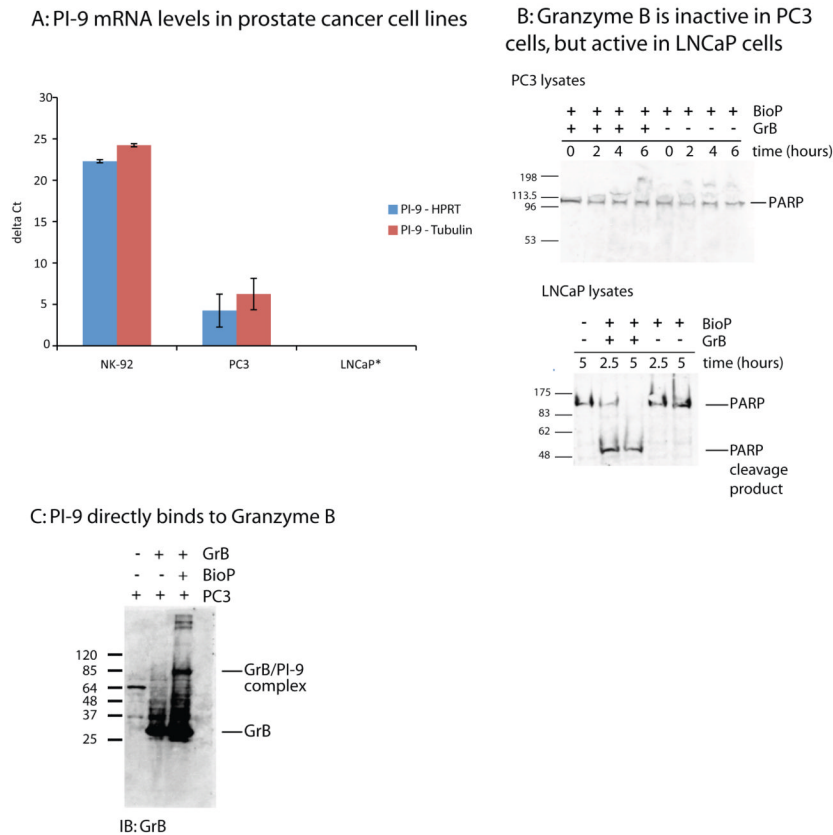 A: PI-9 mRNA levels in prostate cancer cell lines
30
25
20
15
10
5
0
delta Ct
NK-92 PC3 LNCaP*
PI-9 - HPRT
PI-9 - Tubulin
B: Granzyme B is inactive in PC3
cells, but active in LNCaP cells
PC3 lysates
+ + + + + + + + BioP
+ + + + - - - - GrB
0 2 4 6 0 2 4 6 time (hours)
198
113.5
96
53
PARP
LNCaP lysates
- + + + + BioP
- + + - - GrB
5 2.5 5 2.5 5 time (hours)
175
83
62
48
PARP
PARP
cleavage
product
C: PI-9 directly binds to Granzyme B
- + + GrB
- - + BioP
+ + + PC3
120
85
64
48
37
25
GrB/PI-9
complex
GrB
IB: GrB